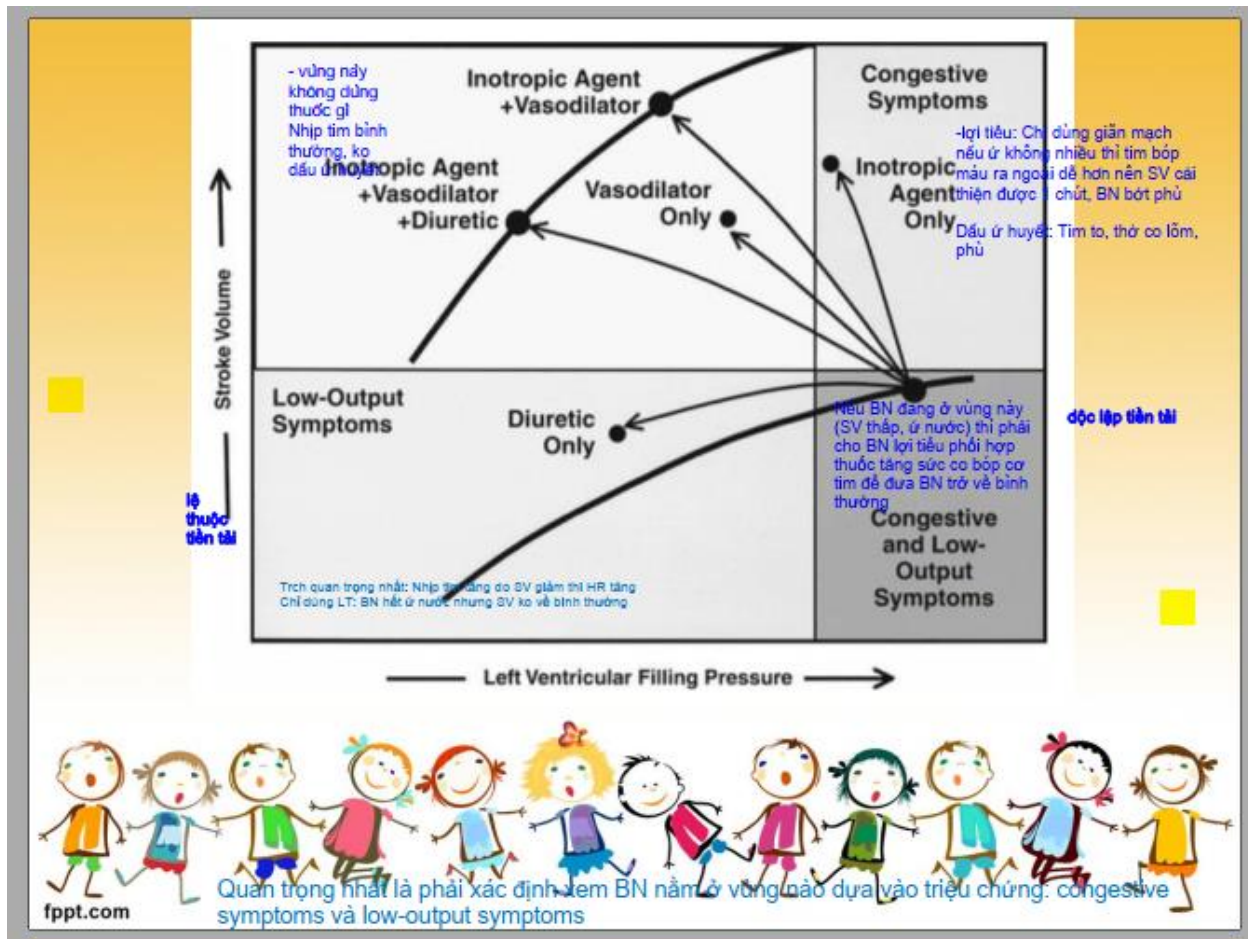 - vùng này
không dùng
thuốc gì
Nhịp tim bình
thường, ko
dấu ứ huyết
Inotropic Agent
+Vasodilator
Congestive
Symptoms
-lợi tiểu: Chỉ dùng giãn mạch
nếu ứ không nhiều thì tim bóp
máu ra ngoài dễ hơn nên SV cải
thiện được 1 chút, BN bớt phù
Dấu ứ huyết: Tim to, thở co lõm,
phù
Inotropic Agent
+Vasodilator
+Diuretic
Vasodilator
Only
Inotropic
Agent
Only
Stroke Volume
Low-Output
Symptoms
Diuretic
Only
Nếu BN đang ở vùng này
(SV thấp, ứ nước) thì phải
cho BN lợi tiểu phối hợp
thuốc tăng sức co bóp cơ
tim để đưa BN trở về bình
thường
độc lập tiền tải
lệ
thuộc
tiền tải
Congestive
and Low-
Output
Symptoms
Trch quan trọng nhất: Nhịp tim tăng do SV giảm thì HR tăng
Chỉ dùng LT: BN hết ứ nước nhưng SV ko về bình thường
Left Ventricular Filling Pressure
Quan trọng nhất là phải xác định xem BN nằm ở vùng nào dựa vào triệu chứng: congestive
symptoms và low-output symptoms
fppt.com